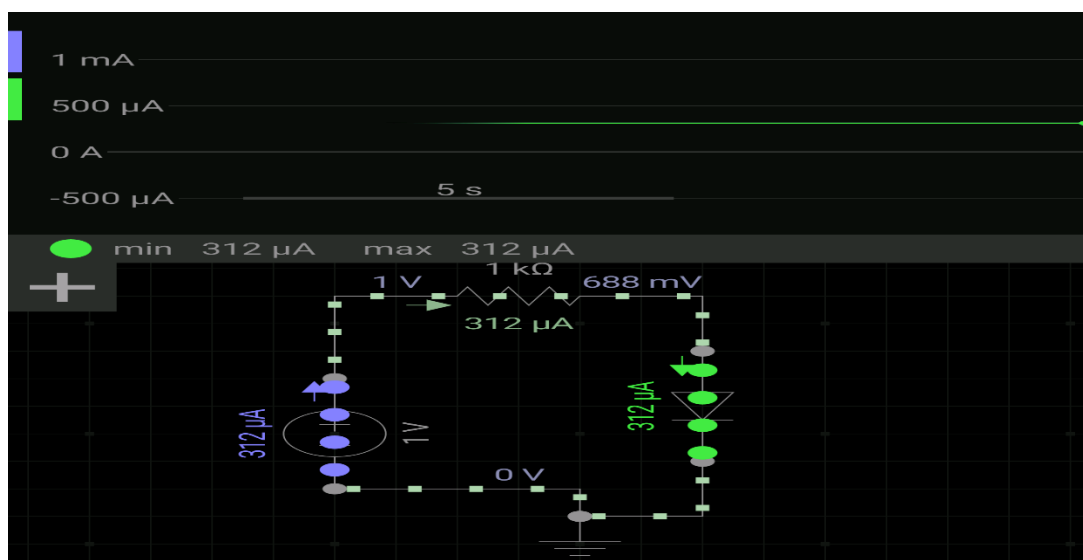 1 mA
500 µA
0 A
-500 µA
5 s
min 312 µA max 312 µA
1 kΩ
1 V 688 mV
312 µA
312 µA
1 V
312 µA
0 V